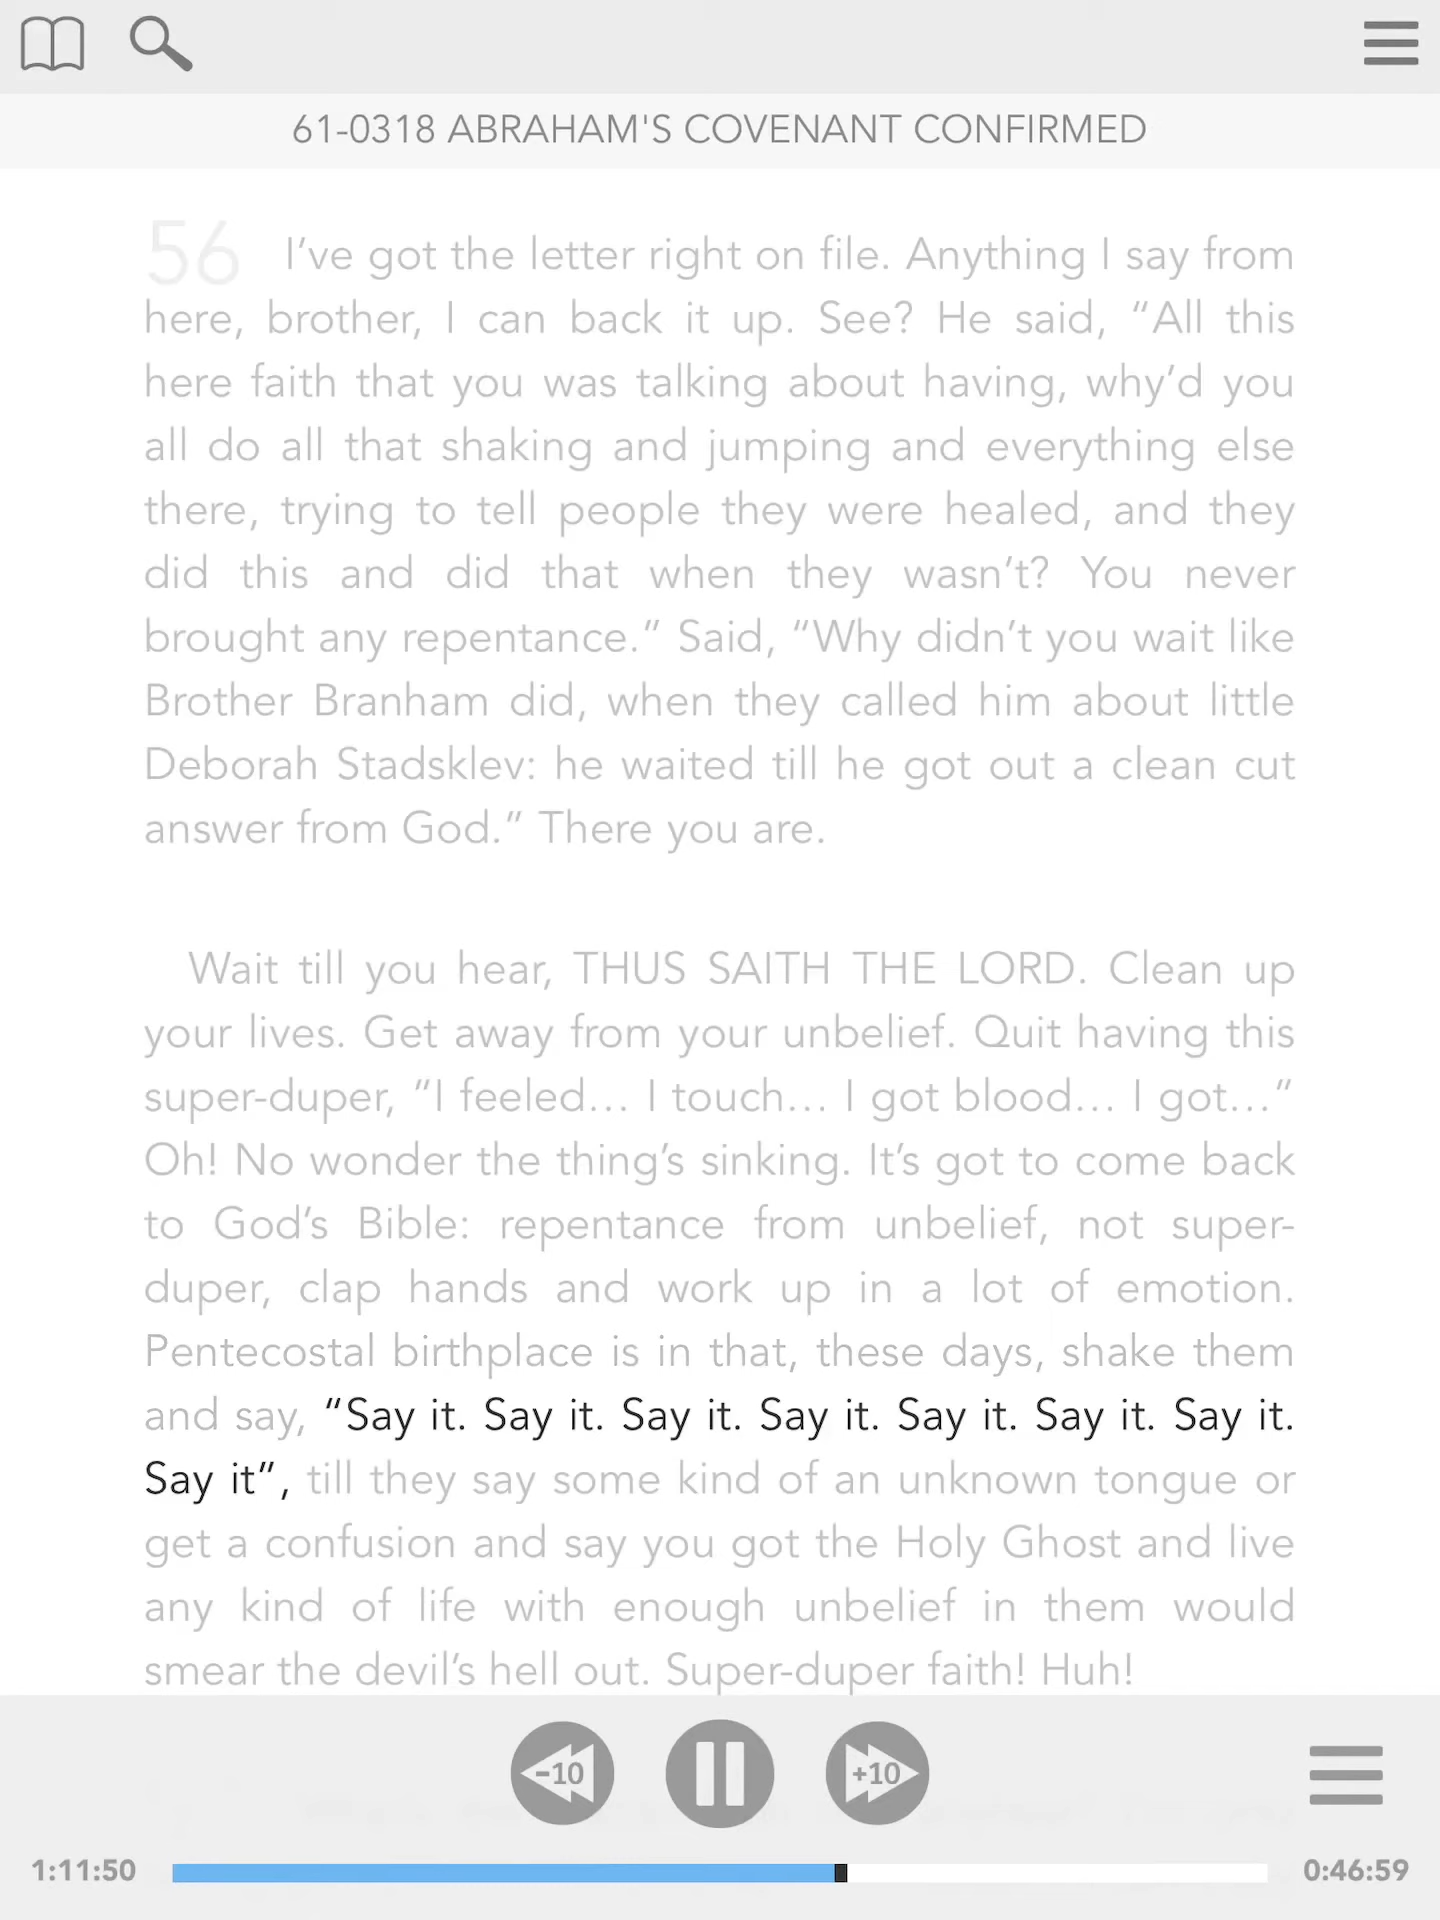 61-0318 ABRAHAM'S COVENANT CONFIRMED
56 I’ve got the letter right on file. Anything I say from
here, brother, I can back it up. See? He said, “All this
here faith that you was talking about having, why’d you
all do all that shaking and jumping and everything else
there, trying to tell people they were healed, and they
did this and did that when they wasn’t? You never
brought any repentance.” Said, “Why didn’t you wait like
Brother Branham did, when they called him about little
Deborah Stadsklev: he waited till he got out a clean cut
answer from God.” There you are.
Wait till you hear, THUS SAITH THE LORD. Clean up
your lives. Get away from your unbelief. Quit having this
super-duper, “I feeled… I touch… I got blood… I got…”
Oh! No wonder the thing’s sinking. It’s got to come back
to God’s Bible: repentance from unbelief, not super-
duper, clap hands and work up in a lot of emotion.
Pentecostal birthplace is in that, these days, shake them
and say, “Say it. Say it. Say it. Say it. Say it. Say it. Say it.
Say it”, till they say some kind of an unknown tongue or
get a confusion and say you got the Holy Ghost and live
any kind of life with enough unbelief in them would
smear the devil’s hell out. Super-duper faith! Huh!
-10 +10
1:11:50 0:46:59